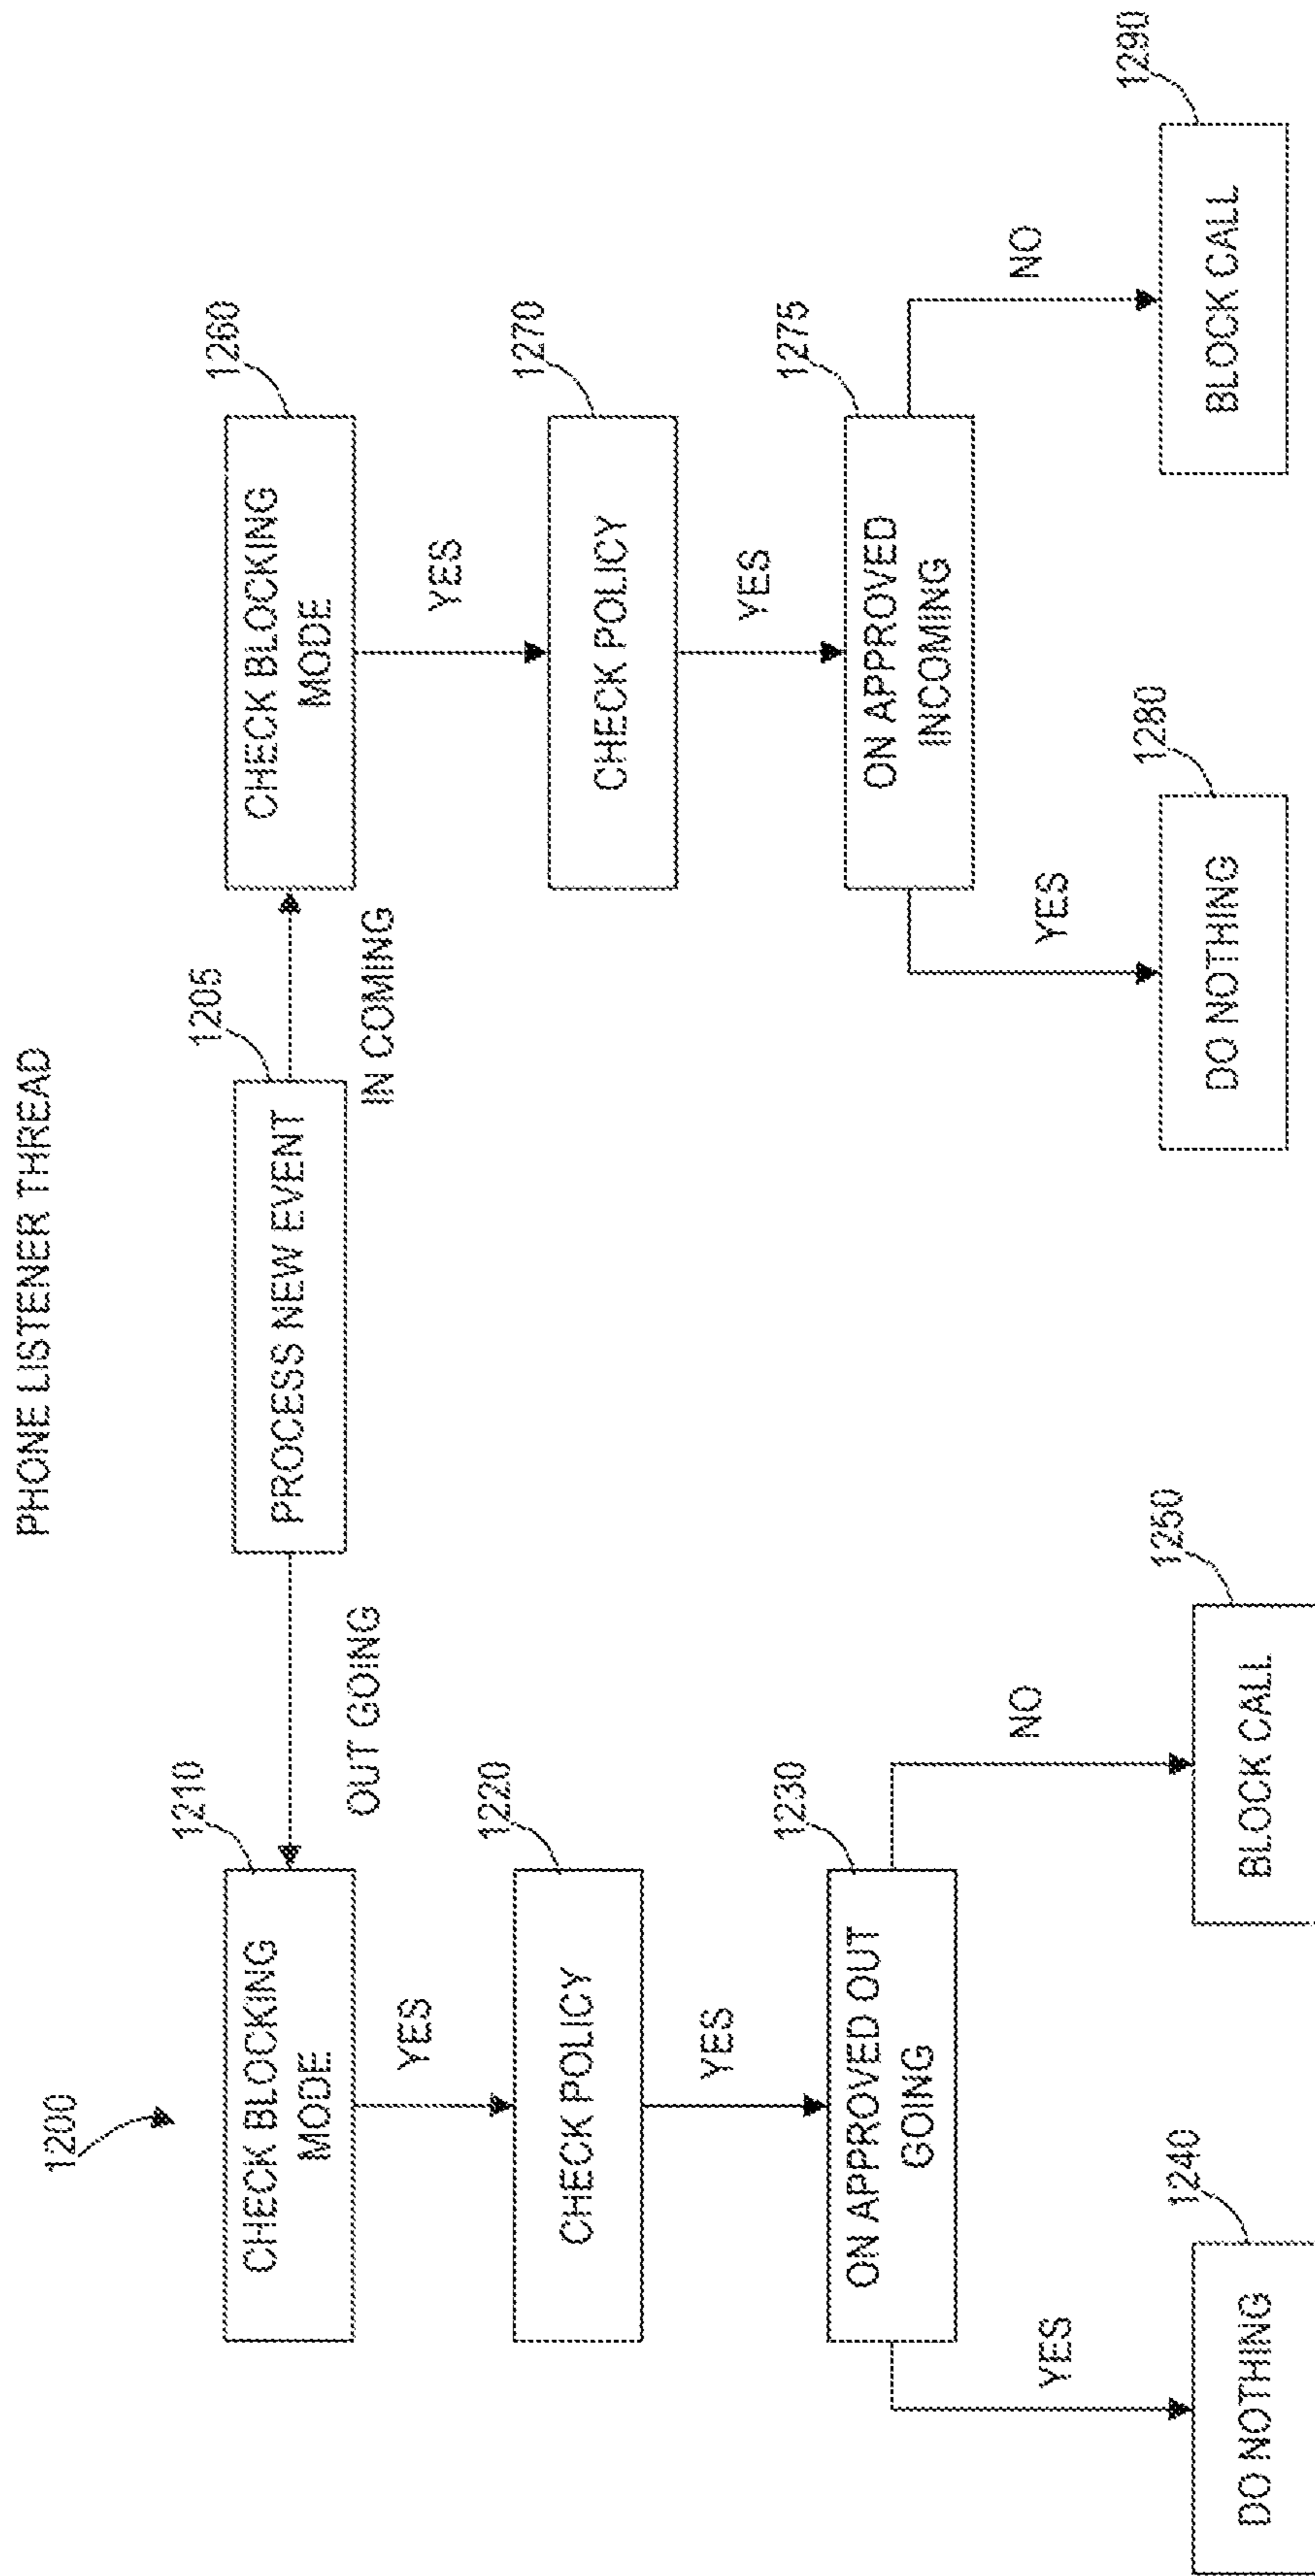 PHONE LISTENER THREAD
1200
1205
PROCESS NEW EVENT
OUT GOING
IN COMING
1210
CHECK BLOCKING
MODE
YES
1220
CHECK POLICY
YES
1230
ON APPROVED OUT
GOING
YES
NO
1240
DO NOTHING
1250
BLOCK CALL
1260
CHECK BLOCKING
MODE
YES
1270
CHECK POLICY
YES
1275
ON APPROVED
INCOMING
YES
NO
1280
DO NOTHING
1290
BLOCK CALL